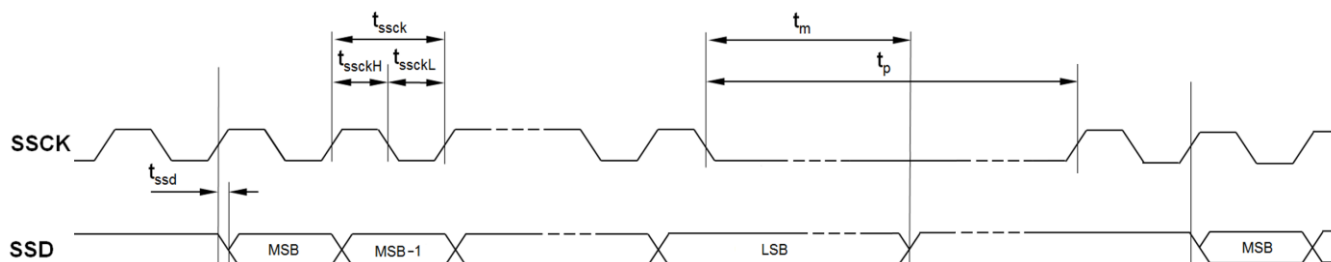 t_ssck
t_m
t_ssckH t_ssckL
t_p
SSCK
t_ssd
SSD
MSB MSB-1 LSB MSB